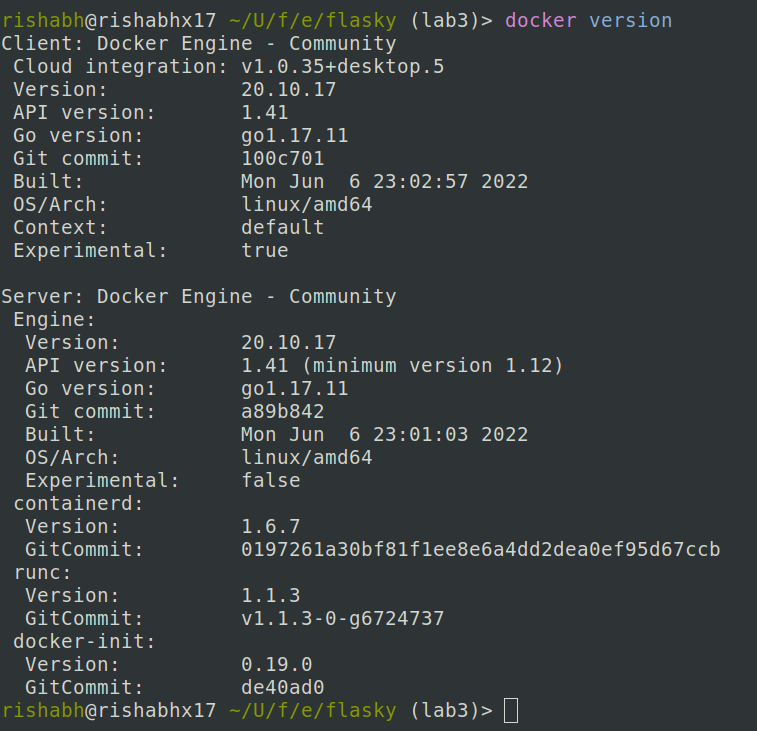 rishabh@rishabhx17 ~/U/f/e/flasky (lab3)> docker version
Client: Docker Engine - Community
 Cloud integration: v1.0.35+desktop.5
 Version:           20.10.17
 API version:       1.41
 Go version:        go1.17.11
 Git commit:        100c701
 Built:             Mon Jun  6 23:02:57 2022
 OS/Arch:           linux/amd64
 Context:           default
 Experimental:      true

Server: Docker Engine - Community
 Engine:
  Version:          20.10.17
  API version:      1.41 (minimum version 1.12)
  Go version:       go1.17.11
  Git commit:       a89b842
  Built:            Mon Jun  6 23:01:03 2022
  OS/Arch:          linux/amd64
  Experimental:     false
 containerd:
  Version:          1.6.7
  GitCommit:        0197261a30bf81f1ee8e6a4dd2dea0ef95d67ccb
 runc:
  Version:          1.1.3
  GitCommit:        v1.1.3-0-g6724737
 docker-init:
  Version:          0.19.0
  GitCommit:        de40ad0
rishabh@rishabhx17 ~/U/f/e/flasky (lab3)>